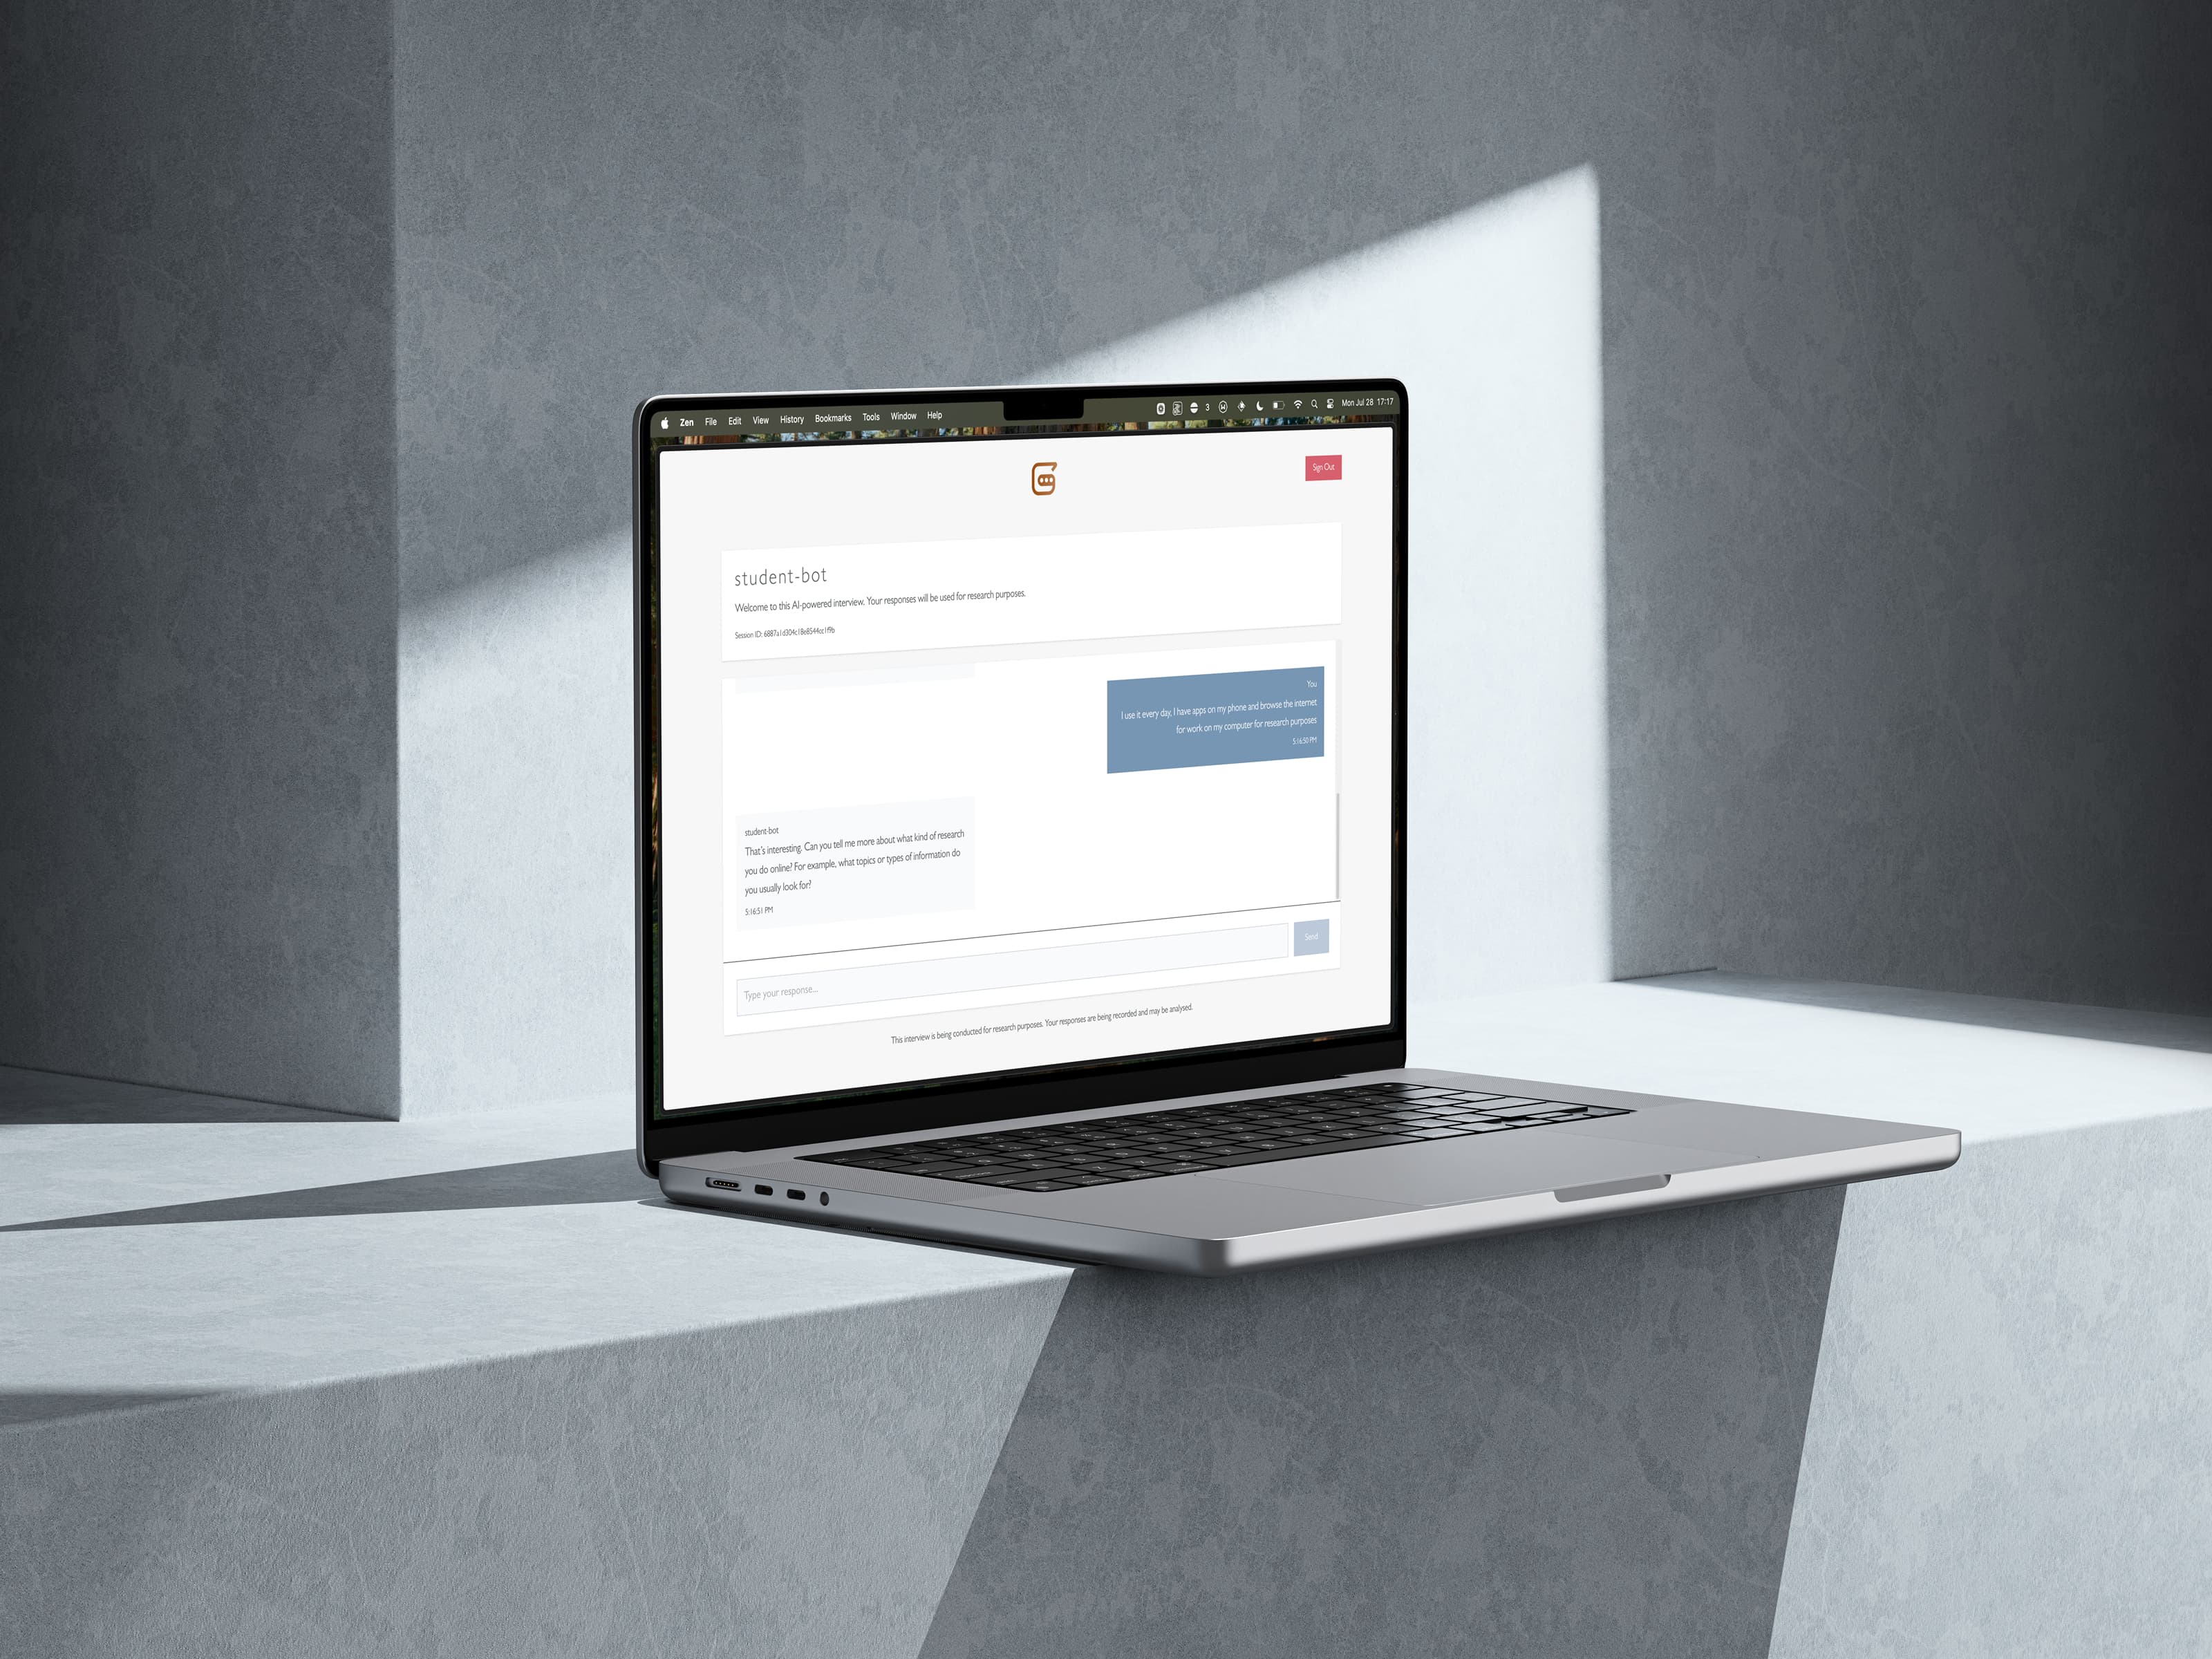 Zen File Edit View History Bookmarks Tools Window Help
3
Mon Jul 28 17:17
Sign Out
student-bot
Welcome to this AI-powered interview. Your responses will be used for research purposes.
Session ID: 6887a1d304c18e8544cc1f9b
You
I use it every day, I have apps on my phone and browse the internet
for work on my computer for research purposes
5:16:50 PM
student-bot
That's interesting. Can you tell me more about what kind of research
you do online? For example, what topics or types of information do
you usually look for?
5:16:51 PM
Type your response...
Send
This interview is being conducted for research purposes. Your responses are being recorded and may be analysed.